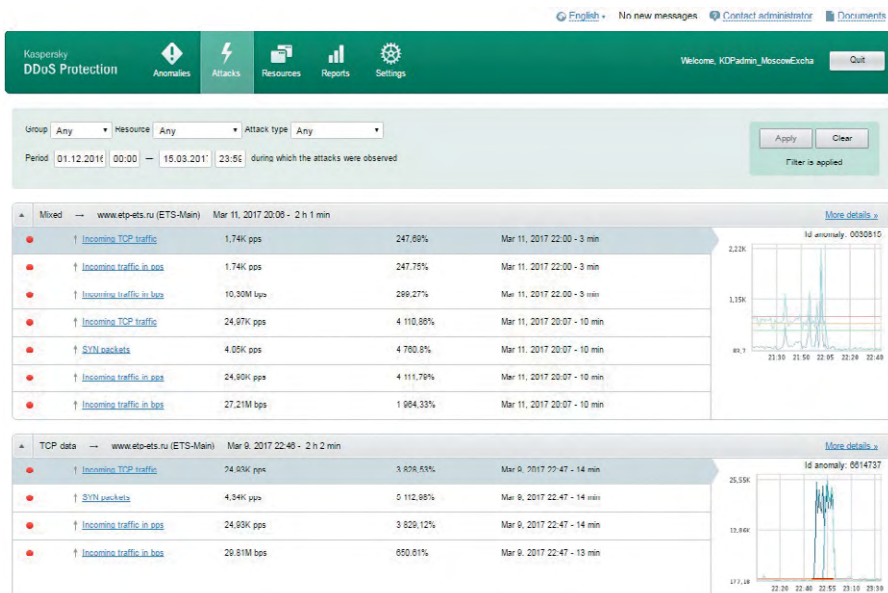 English No new messages Contact administrator Documents
Kaspersky
DDoS Protection
Anomalies Attacks Resources Reports Settings
Welcome, KDPadmin_MoscowExcha Quit
Group Any Resource Any Attack type Any
Apply Clear
Period 01.12.2016 00:00 — 15.03.201 23:59 during which the attacks were observed
Filter is applied
Mixed → www.etp-ets.ru (ETS-Main) Mar 11, 2017 20:06 - 2 h 1 min More details »
↑ Incoming TCP traffic 1,74K pps 247,69% Mar 11, 2017 22:00 - 3 min
↑ Incoming traffic in pps 1,74K pps 247,75% Mar 11, 2017 22:00 - 3 min
↑ Incoming traffic in bps 10,30M bps 299,27% Mar 11, 2017 22:00 - 3 min
↑ Incoming TCP traffic 24,97K pps 4 110,86% Mar 11, 2017 20:07 - 10 min
↑ SYN packets 4,05K pps 4 760,8% Mar 11, 2017 20:07 - 10 min
↑ Incoming traffic in pps 24,98K pps 4 111,79% Mar 11, 2017 20:07 - 10 min
↑ Incoming traffic in bps 27,21M bps 1 964,33% Mar 11, 2017 20:07 - 10 min
Id anomaly: 6630815
2,22K
1,15K
89,7
21:30 21:50 22:05 22:20 22:40
TCP data → www.etp-ets.ru (ETS-Main) Mar 9, 2017 22:46 - 2 h 2 min More details »
↑ Incoming TCP traffic 24,93K pps 3 828,53% Mar 9, 2017 22:47 - 14 min
↑ SYN packets 4,34K pps 5 112,98% Mar 9, 2017 22:47 - 14 min
↑ Incoming traffic in pps 24,93K pps 3 829,12% Mar 9, 2017 22:47 - 14 min
↑ Incoming traffic in bps 29,81M bps 650,61% Mar 9, 2017 22:47 - 13 min
Id anomaly: 6614737
25,55K
12,86K
177,10
22:20 22:40 22:55 23:10 23:30